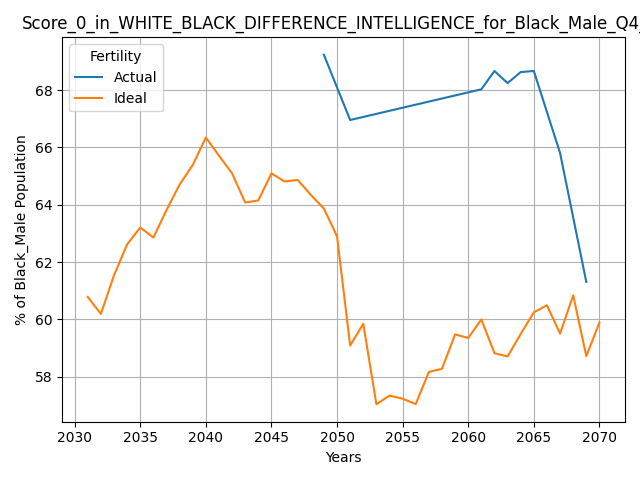 Score_0_in_WHITE_BLACK_DIFFERENCE_INTELLIGENCE_for_Black_Male_Q4_
Fertility
Actual
Ideal
% of Black_Male Population
68
66
64
62
60
58
2030 2035 2040 2045 2050 2055 2060 2065 2070
Years